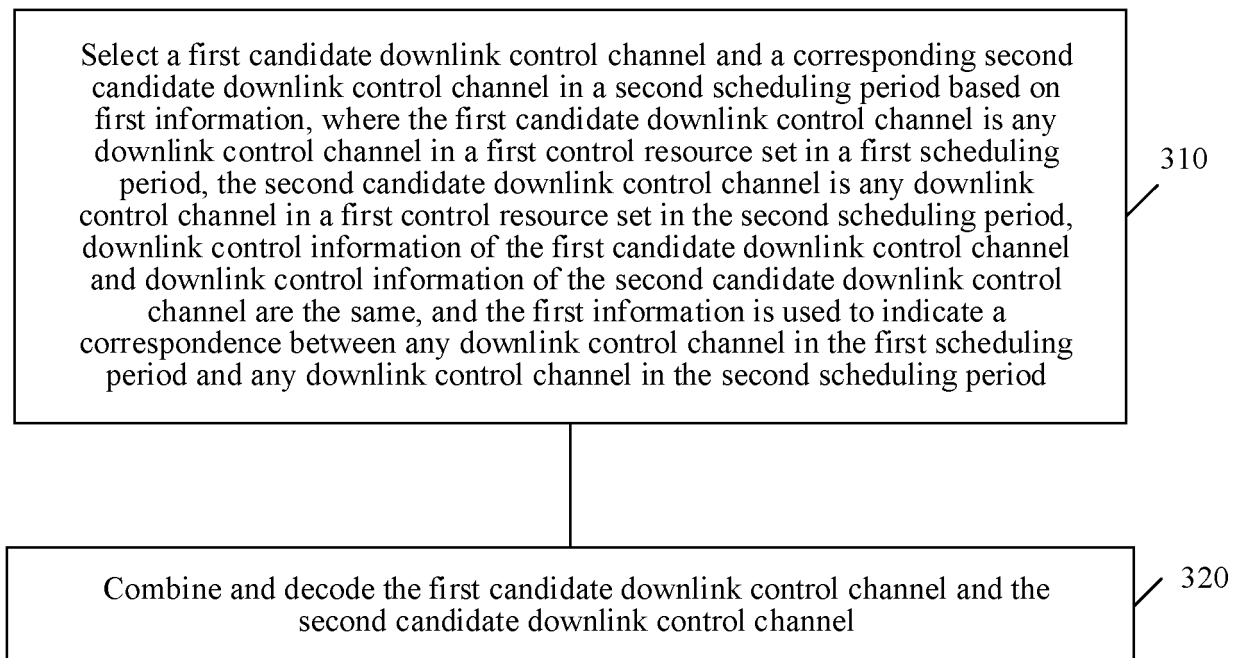 Select a first candidate downlink control channel and a corresponding second
candidate downlink control channel in a second scheduling period based on
first information, where the first candidate downlink control channel is any
downlink control channel in a first control resource set in a first scheduling
period, the second candidate downlink control channel is any downlink
control channel in a first control resource set in the second scheduling period,
downlink control information of the first candidate downlink control channel
and downlink control information of the second candidate downlink control
channel are the same, and the first information is used to indicate a
correspondence between any downlink control channel in the first scheduling
period and any downlink control channel in the second scheduling period
310
Combine and decode the first candidate downlink control channel and the
second candidate downlink control channel
320